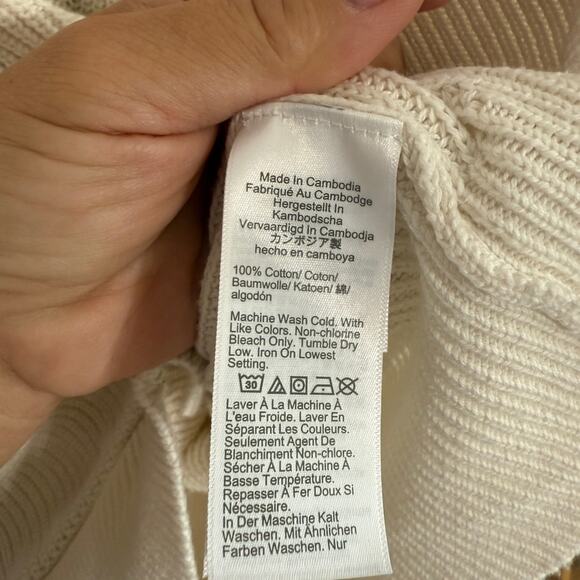 Made In Cambodia
Fabriqué Au Cambodge
Hergestellt In
Kambodscha
Vervaardigd In Cambodja
カンボジア製
hecho en camboya
100% Cotton/ Coton/
Baumwolle/ Katoen/ 綿/
algodón
Machine Wash Cold. With
Like Colors. Non-chlorine
Bleach Only. Tumble Dry
Low. Iron On Lowest
Setting.
30
Laver À La Machine À
L'eau Froide. Laver En
Séparant Les Couleurs.
Seulement Agent De
Blanchiment Non-chlore.
Sécher À La Machine À
Basse Température.
Repasser À Fer Doux Si
Nécessaire.
In Der Maschine Kalt
Waschen. Mit Ähnlichen
Farben Waschen. Nur